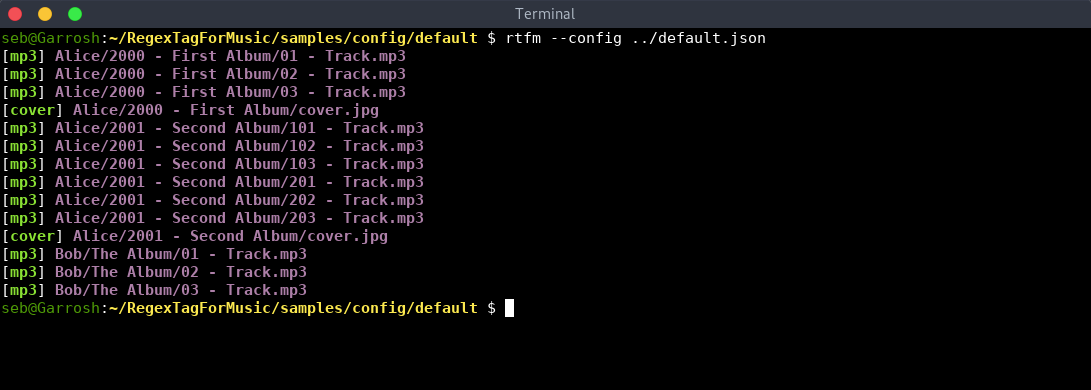 Terminal
seb@Garrosh:~/RegexTagForMusic/samples/config/default $ rtfm --config ../default.json
[mp3] Alice/2000 - First Album/01 - Track.mp3
[mp3] Alice/2000 - First Album/02 - Track.mp3
[mp3] Alice/2000 - First Album/03 - Track.mp3
[cover] Alice/2000 - First Album/cover.jpg
[mp3] Alice/2001 - Second Album/101 - Track.mp3
[mp3] Alice/2001 - Second Album/102 - Track.mp3
[mp3] Alice/2001 - Second Album/103 - Track.mp3
[mp3] Alice/2001 - Second Album/201 - Track.mp3
[mp3] Alice/2001 - Second Album/202 - Track.mp3
[mp3] Alice/2001 - Second Album/203 - Track.mp3
[cover] Alice/2001 - Second Album/cover.jpg
[mp3] Bob/The Album/01 - Track.mp3
[mp3] Bob/The Album/02 - Track.mp3
[mp3] Bob/The Album/03 - Track.mp3
seb@Garrosh:~/RegexTagForMusic/samples/config/default $